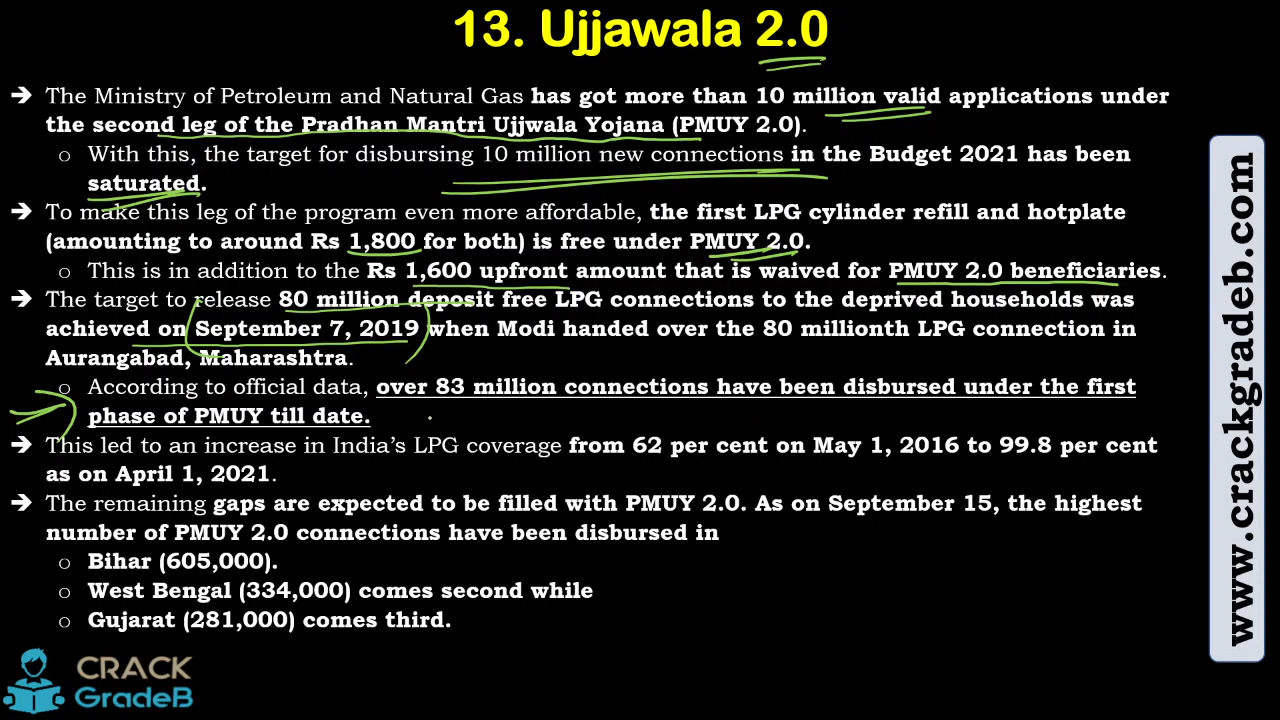 13. Ujjawala 2.0
➔ The Ministry of Petroleum and Natural Gas has got more than 10 million valid applications under
the second leg of the Pradhan Mantri Ujjwala Yojana (PMUY 2.0).
o With this, the target for disbursing 10 million new connections in the Budget 2021 has been
saturated.
➔ To make this leg of the program even more affordable, the first LPG cylinder refill and hotplate
(amounting to around Rs 1,800 for both) is free under PMUY 2.0.
o This is in addition to the Rs 1,600 upfront amount that is waived for PMUY 2.0 beneficiaries.
➔ The target to release 80 million deposit free LPG connections to the deprived households was
achieved on September 7, 2019 when Modi handed over the 80 millionth LPG connection in
Aurangabad, Maharashtra.
o According to official data, over 83 million connections have been disbursed under the first
phase of PMUY till date.
➔ This led to an increase in India's LPG coverage from 62 per cent on May 1, 2016 to 99.8 per cent
as on April 1, 2021.
➔ The remaining gaps are expected to be filled with PMUY 2.0. As on September 15, the highest
number of PMUY 2.0 connections have been disbursed in
o Bihar (605,000).
o West Bengal (334,000) comes second while
o Gujarat (281,000) comes third.
CRACK
GradeB
www.crackgradeb.com